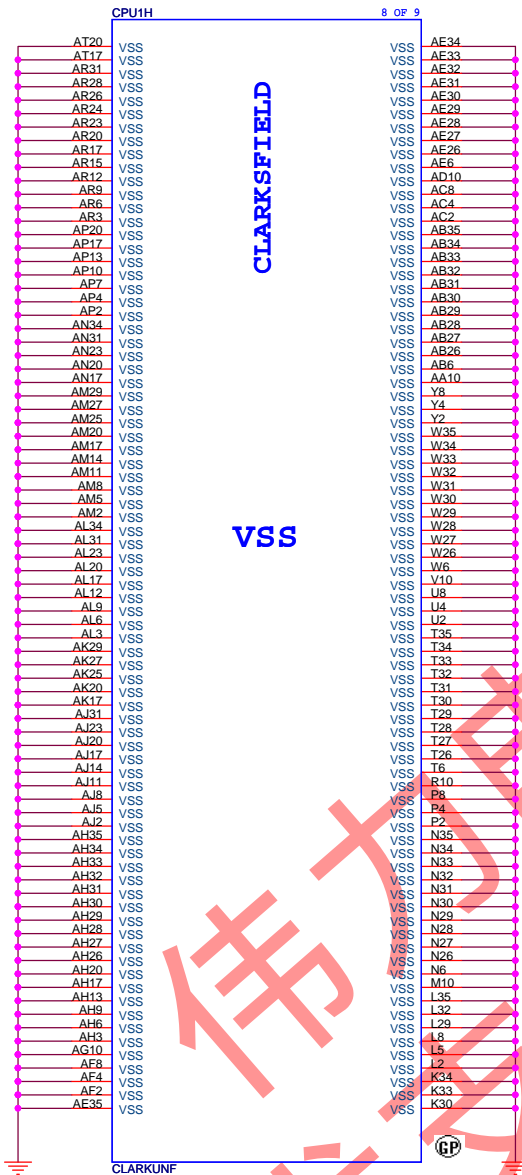 CPU1H 8 OF 9
AT20 VSS VSS AE34
AT17 VSS VSS AE33
AR31 VSS VSS AE32
AR28 VSS VSS AE31
AR26 VSS VSS AE30
AR24 VSS VSS AE29
AR23 VSS VSS AE28
AR20 VSS VSS AE27
AR17 VSS VSS AE26
AR15 VSS VSS AE6
AR12 VSS VSS AD10
AR9 VSS VSS AC8
AR6 VSS VSS AC4
AR3 VSS VSS AC2
AP20 VSS VSS AB35
AP17 VSS VSS AB34
AP13 VSS VSS AB33
AP10 VSS VSS AB32
AP7 VSS VSS AB31
AP4 VSS VSS AB30
AP2 VSS VSS AB29
AN34 VSS VSS AB28
AN31 VSS VSS AB27
AN23 VSS VSS AB26
AN20 VSS VSS AB6
AN17 VSS VSS AA10
AM29 VSS VSS Y8
AM27 VSS VSS Y4
AM25 VSS VSS Y2
AM20 VSS VSS W35
AM17 VSS VSS W34
AM14 VSS VSS W33
AM11 VSS VSS W32
AM8 VSS VSS W31
AM5 VSS VSS W30
AM2 VSS VSS W29
AL34 VSS VSS W28
AL31 VSS VSS W27
AL23 VSS VSS W26
AL20 VSS VSS W6
AL17 VSS VSS V10
AL12 VSS VSS U8
AL9 VSS VSS U4
AL6 VSS VSS U2
AL3 VSS VSS T35
AK29 VSS VSS T34
AK27 VSS VSS T33
AK25 VSS VSS T32
AK20 VSS VSS T31
AK17 VSS VSS T30
AJ31 VSS VSS T29
AJ23 VSS VSS T28
AJ20 VSS VSS T27
AJ17 VSS VSS T26
AJ14 VSS VSS T6
AJ11 VSS VSS R10
AJ8 VSS VSS P8
AJ5 VSS VSS P4
AJ2 VSS VSS P2
AH35 VSS VSS N35
AH34 VSS VSS N34
AH33 VSS VSS N33
AH32 VSS VSS N32
AH31 VSS VSS N31
AH30 VSS VSS N30
AH29 VSS VSS N29
AH28 VSS VSS N28
AH27 VSS VSS N27
AH26 VSS VSS N26
AH20 VSS VSS N6
AH17 VSS VSS M10
AH13 VSS VSS L35
AH9 VSS VSS L32
AH6 VSS VSS L29
AH3 VSS VSS L8
AG10 VSS VSS L5
AF8 VSS VSS L2
AF4 VSS VSS K34
AF2 VSS VSS K33
AE35 VSS VSS K30
CLARKSFIELD
VSS
伟力
GP
CLARKUNF